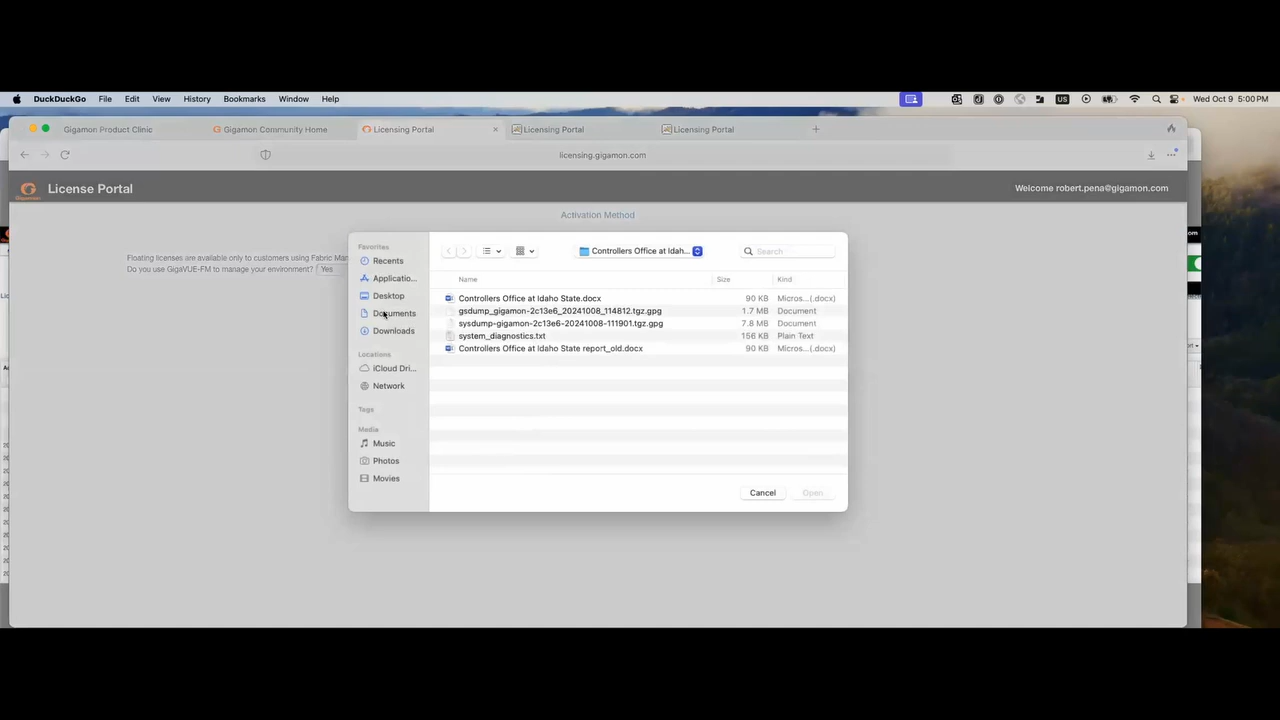 DuckDuckGo File Edit View History Bookmarks Window Help US Wed Oct 9 5:00 PM
Gigamon Product Clinic Gigamon Community Home Licensing Portal Licensing Portal Licensing Portal
licensing.gigamon.com
Gigamon License Portal Welcome robert.pena@gigamon.com
Activation Method
Floating licenses are available only to customers using Fabric Man
Do you use GigaVUE-FM to manage your environment? Yes
Favorites
Recents
Applicatio...
Desktop
Documents
Downloads
Locations
iCloud Dri...
Network
Tags
Media
Music
Photos
Movies
Controllers Office at Idah... Search
Name Size Kind
Controllers Office at Idaho State.docx 90 KB Micros...(.docx)
gsdump_gigamon-2c13e6_20241008_114812.tgz.gpg 1.7 MB Document
sysdump-gigamon-2c13e6-20241008-111901.tgz.gpg 7.8 MB Document
system_diagnostics.txt 156 KB Plain Text
Controllers Office at Idaho State report_old.docx 90 KB Micros...(.docx)
Cancel Open